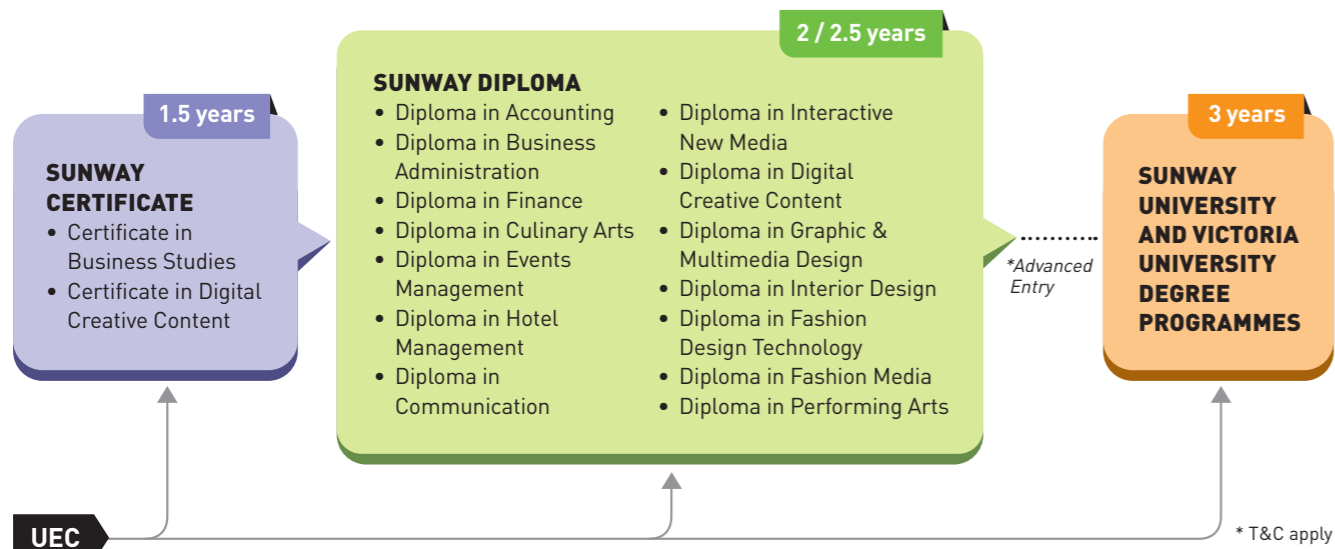 1.5 years
SUNWAY
CERTIFICATE
• Certificate in
Business Studies
• Certificate in Digital
Creative Content
2 / 2.5 years
SUNWAY DIPLOMA
• Diploma in Accounting
• Diploma in Business
Administration
• Diploma in Finance
• Diploma in Culinary Arts
• Diploma in Events
Management
• Diploma in Hotel
Management
• Diploma in
Communication
• Diploma in Interactive
New Media
• Diploma in Digital
Creative Content
• Diploma in Graphic &
Multimedia Design
• Diploma in Interior Design
• Diploma in Fashion
Design Technology
• Diploma in Fashion Media
• Diploma in Performing Arts
*Advanced
Entry
3 years
SUNWAY
UNIVERSITY
AND VICTORIA
UNIVERSITY
DEGREE
PROGRAMMES
UEC
* T&C apply